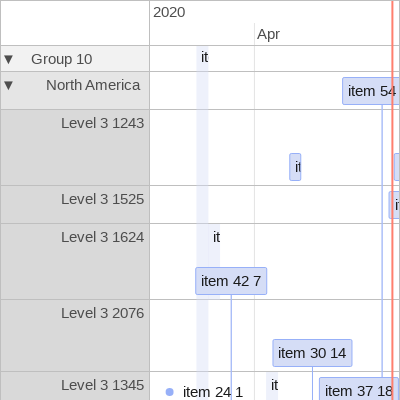 2020
Apr
▼ Group 10 it
▼ North America item 54
Level 3 1243
it
Level 3 1525
Level 3 1624 it
item 42 7
Level 3 2076
item 30 14
Level 3 1345 it
item 24 1 item 37 18